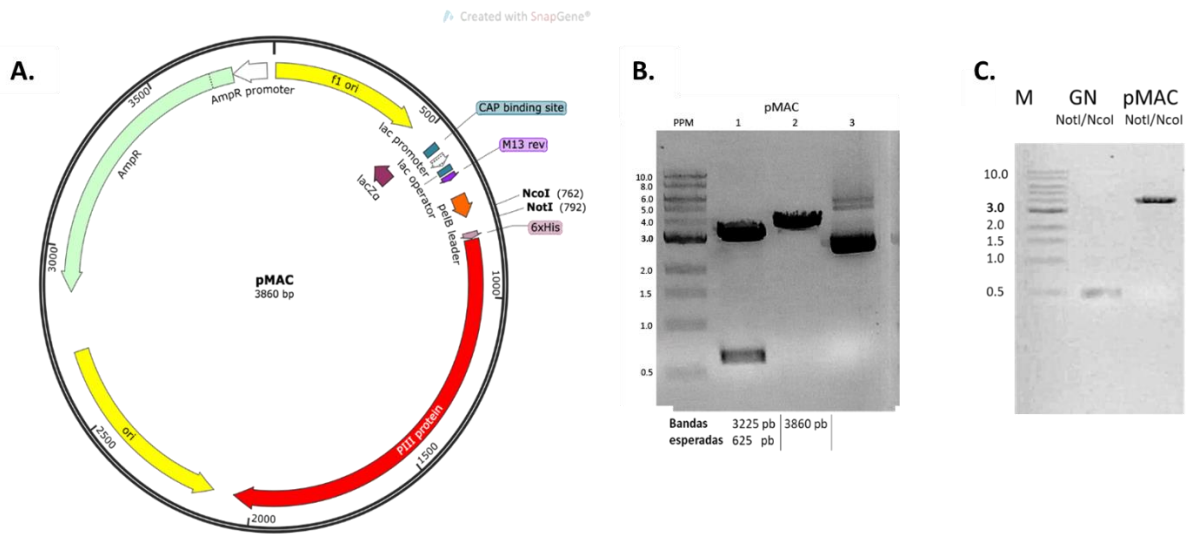 Created with SnapGene®
A.
AmpR promoter
f1 ori
500
CAP binding site
lac promoter
M13 rev
lac operator
lacZα
NcoI (762)
NotI (792)
pelB leader
6xHis
1000
pMAC
3860 bp
PIII protein
1500
2000
ori
2500
3000
AmpR
3500
B.
pMAC
PPM 1 2 3
10.0
8.0
6.0
5.0
4.0
3.0
2.0
1.5
1.0
0.5
Bandas 3225 pb 3860 pb
esperadas 625 pb
C.
M GN pMAC
NotI/NcoI NotI/NcoI
10.0
3.0
2.0
1.5
1.0
0.5